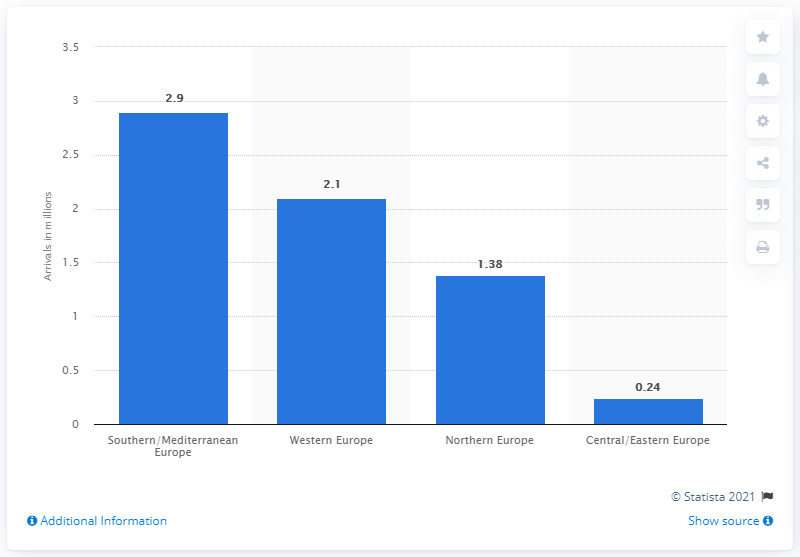 3.5
3
2.5
2
1.5
1
0.5
0
Arrivals in millions
2.9
2.1
1.38
0.24
Southern/Mediterranean
Europe
Western Europe
Northern Europe
Central/Eastern Europe
© Statista 2021
Additional Information
Show source